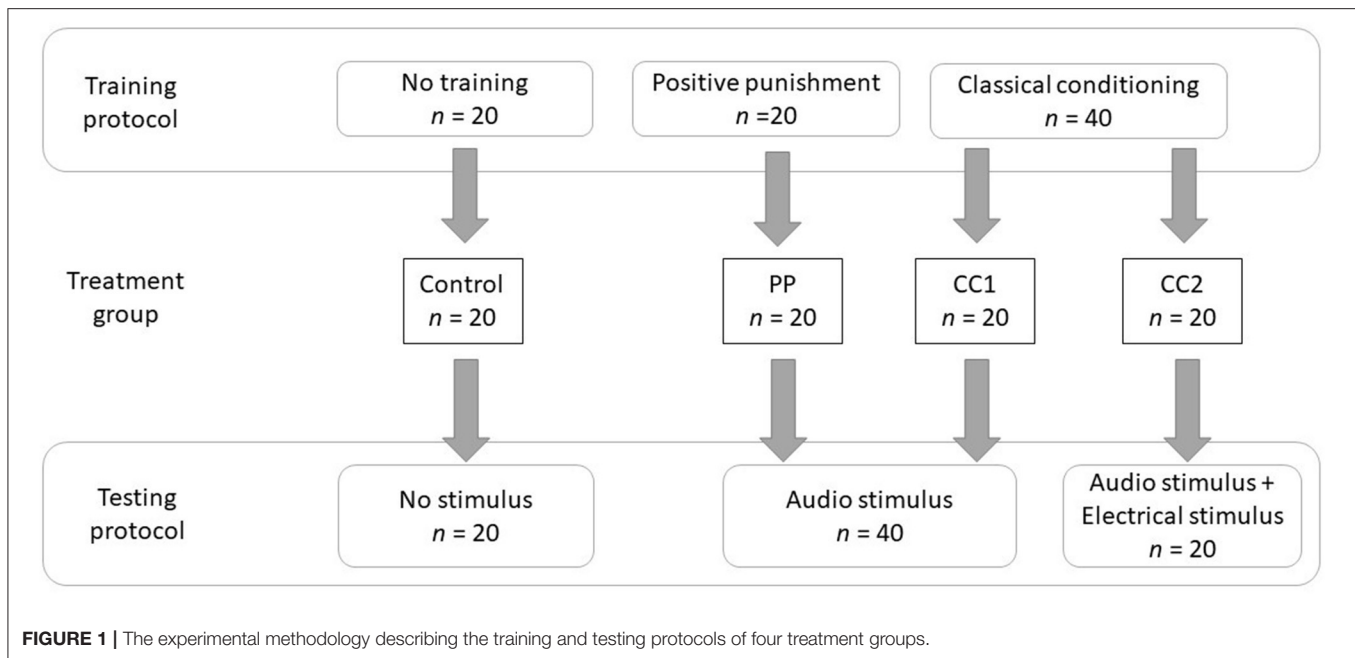 Training
protocol
No training
n = 20
Positive punishment
n =20
Classical conditioning
n = 40
Treatment
group
Control
n = 20
PP
n = 20
CC1
n = 20
CC2
n = 20
Testing
protocol
No stimulus
n = 20
Audio stimulus
n = 40
Audio stimulus +
Electrical stimulus
n = 20
FIGURE 1 | The experimental methodology describing the training and testing protocols of four treatment groups.